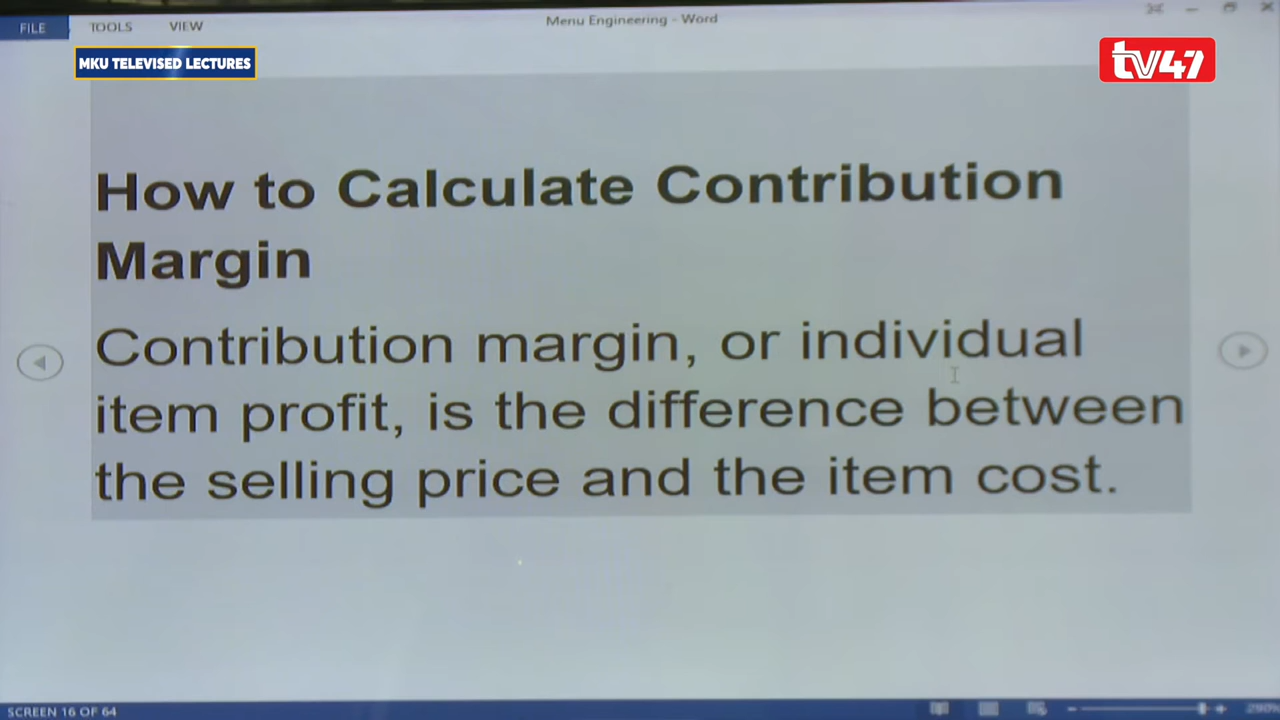 FILE TOOLS VIEW Menu Engineering - Word
MKU TELEVISED LECTURES
tv47
How to Calculate Contribution
Margin
Contribution margin, or individual
item profit, is the difference between
the selling price and the item cost.
SCREEN 16 OF 64